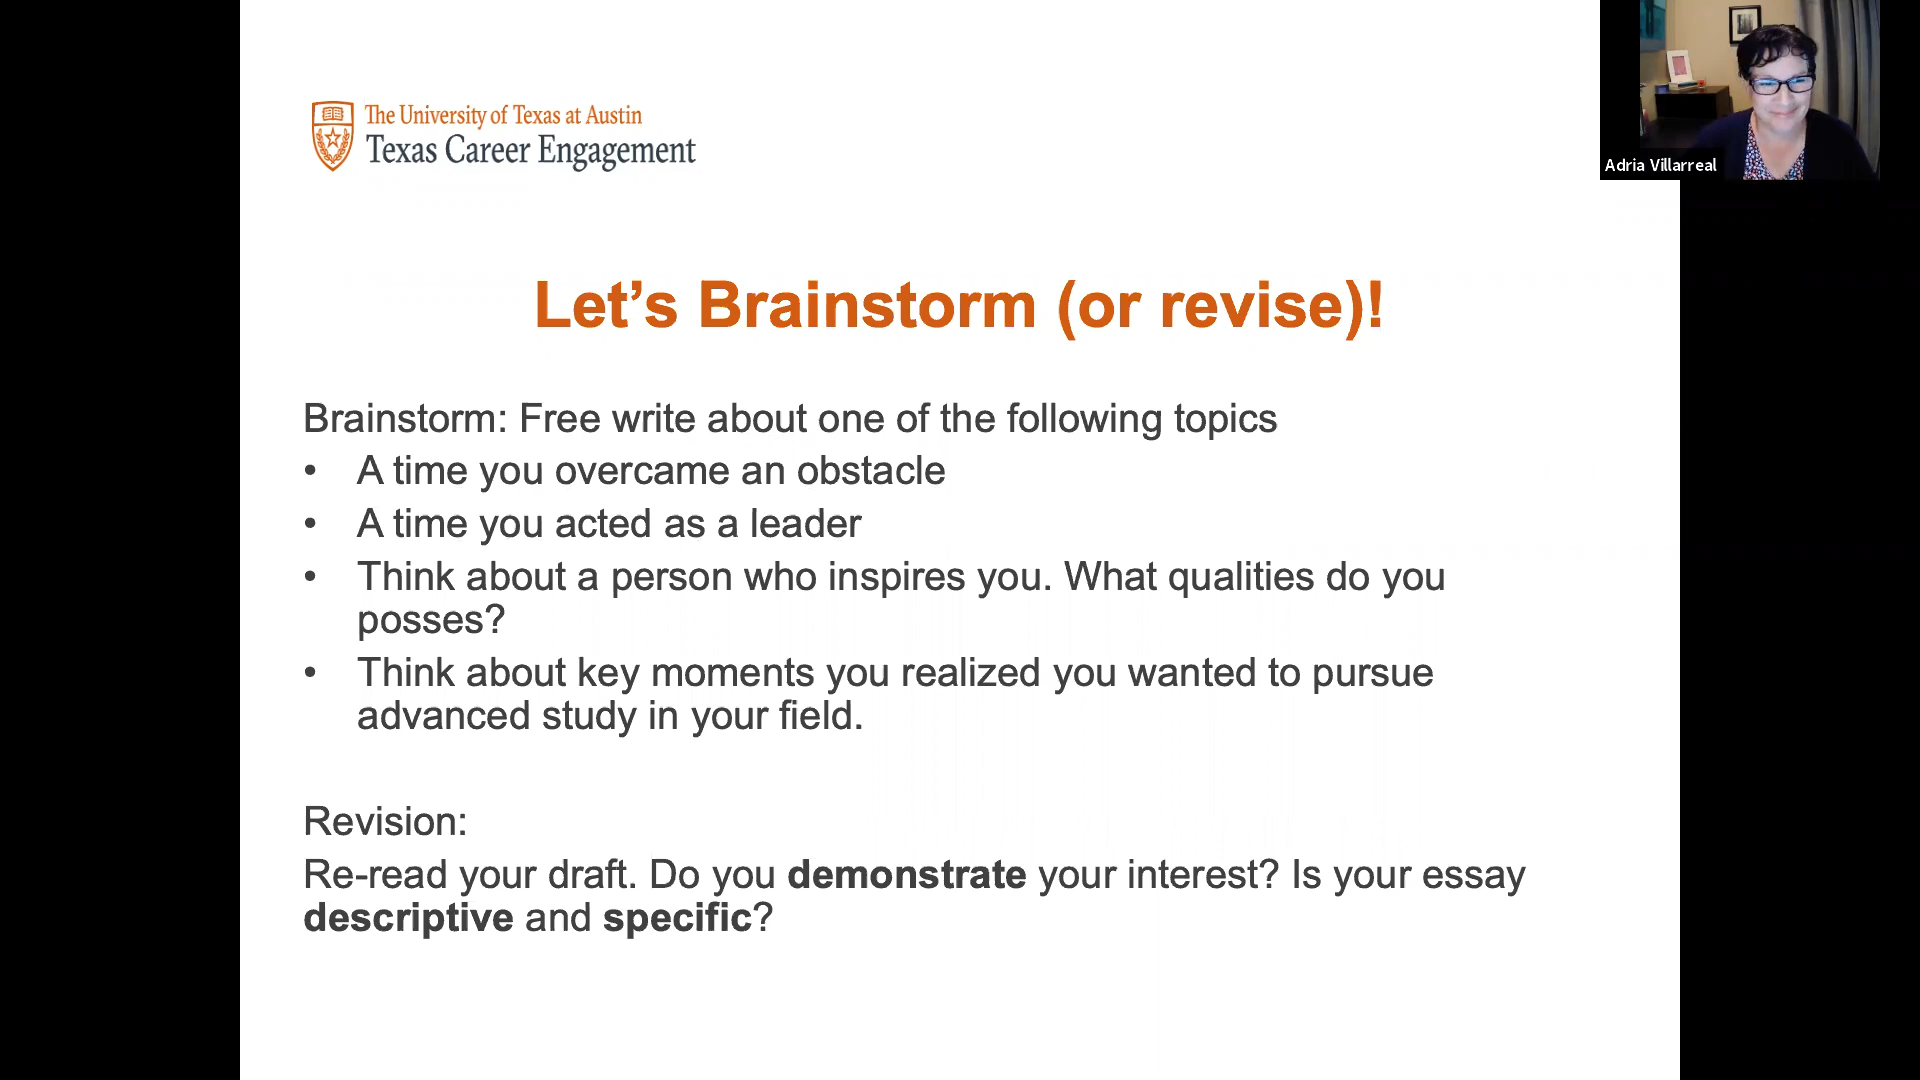 The University of Texas at Austin
Texas Career Engagement
Adria Villarreal
Let’s Brainstorm (or revise)!
Brainstorm: Free write about one of the following topics
• A time you overcame an obstacle
• A time you acted as a leader
• Think about a person who inspires you. What qualities do you
posses?
• Think about key moments you realized you wanted to pursue
advanced study in your field.
Revision:
Re-read your draft. Do you demonstrate your interest? Is your essay
descriptive and specific?